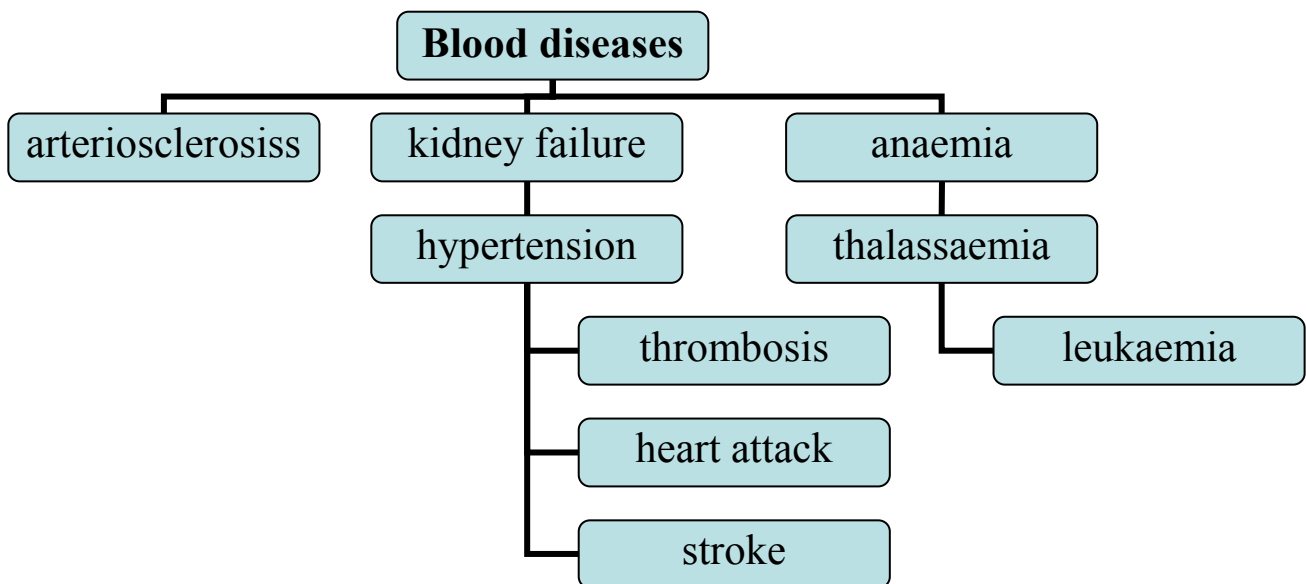 Blood diseases
arteriosclerosiss
kidney failure
anaemia
hypertension
thalassaemia
thrombosis
leukaemia
heart attack
stroke